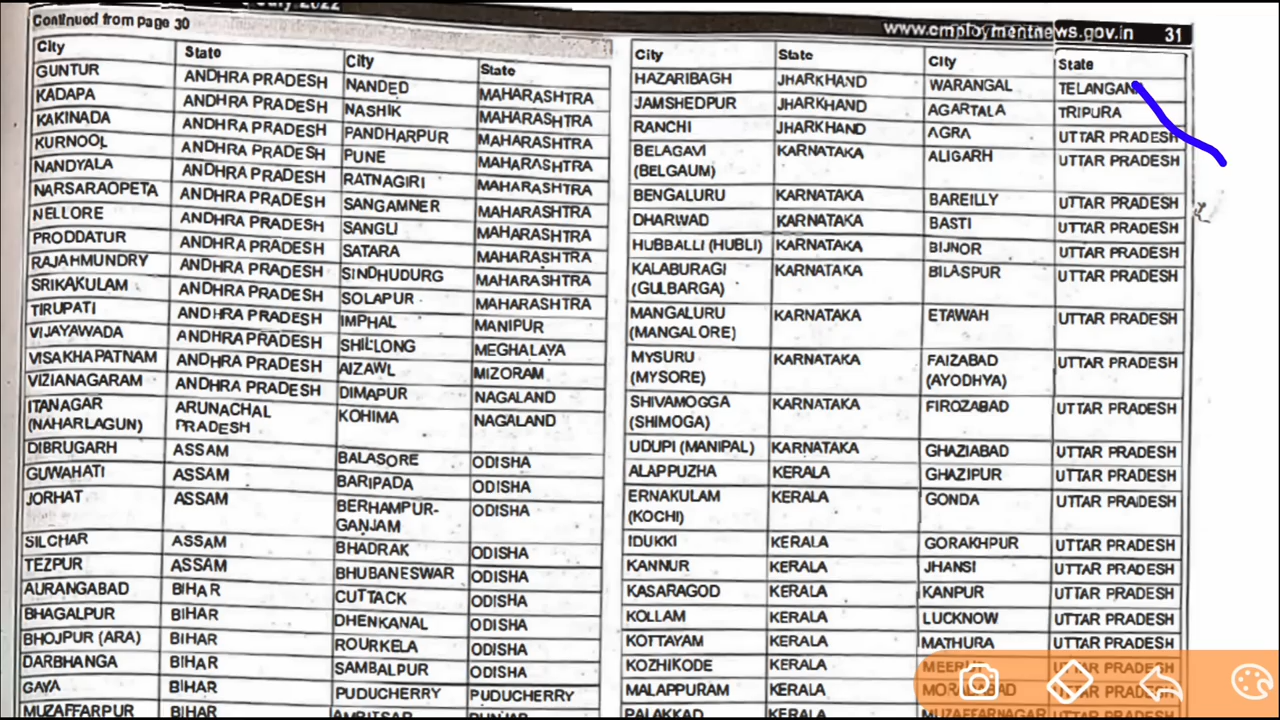 July 2022
Continued from page 30
www.employmentnews.gov.in 31
City State City State
GUNTUR ANDHRA PRADESH NANDED MAHARASHTRA
KADAPA ANDHRA PRADESH NASHIK MAHARASHTRA
KAKINADA ANDHRA PRADESH PANDHARPUR MAHARASHTRA
KURNOOL ANDHRA PRADESH PUNE MAHARASHTRA
NANDYALA ANDHRA PRADESH RATNAGIRI MAHARASHTRA
NARSARAOPETA ANDHRA PRADESH SANGAMNER MAHARASHTRA
NELLORE ANDHRA PRADESH SANGLI MAHARASHTRA
PRODDATUR ANDHRA PRADESH SATARA MAHARASHTRA
RAJAHMUNDRY ANDHRA PRADESH SINDHUDURG MAHARASHTRA
SRIKAKULAM ANDHRA PRADESH SOLAPUR MAHARASHTRA
TIRUPATI ANDHRA PRADESH IMPHAL MANIPUR
VIJAYAWADA ANDHRA PRADESH SHILLONG MEGHALAYA
VISAKHAPATNAM ANDHRA PRADESH AIZAWL MIZORAM
VIZIANAGARAM ANDHRA PRADESH DIMAPUR NAGALAND
ITANAGAR ARUNACHAL KOHIMA NAGALAND
(NAHARLAGUN) PRADESH
DIBRUGARH ASSAM BALASORE ODISHA
GUWAHATI ASSAM BARIPADA ODISHA
JORHAT ASSAM BERHAMPUR- ODISHA
GANJAM
SILCHAR ASSAM BHADRAK ODISHA
TEZPUR ASSAM BHUBANESWAR ODISHA
AURANGABAD BIHAR CUTTACK ODISHA
BHAGALPUR BIHAR DHENKANAL ODISHA
BHOJPUR (ARA) BIHAR ROURKELA ODISHA
DARBHANGA BIHAR SAMBALPUR ODISHA
GAYA BIHAR PUDUCHERRY PUDUCHERRY
MUZAFFARPUR BIHAR AMRITSAR PUNJAB
City State City State
HAZARIBAGH JHARKHAND WARANGAL TELANGANA
JAMSHEDPUR JHARKHAND AGARTALA TRIPURA
RANCHI JHARKHAND AGRA UTTAR PRADESH
BELAGAVI KARNATAKA ALIGARH UTTAR PRADESH
(BELGAUM)
BENGALURU KARNATAKA BAREILLY UTTAR PRADESH
DHARWAD KARNATAKA BASTI UTTAR PRADESH
HUBBALLI (HUBLI) KARNATAKA BIJNOR UTTAR PRADESH
KALABURAGI KARNATAKA BILASPUR UTTAR PRADESH
(GULBARGA)
MANGALURU KARNATAKA ETAWAH UTTAR PRADESH
(MANGALORE)
MYSURU KARNATAKA FAIZABAD UTTAR PRADESH
(MYSORE) (AYODHYA)
SHIVAMOGGA KARNATAKA FIROZABAD UTTAR PRADESH
(SHIMOGA)
UDUPI (MANIPAL) KARNATAKA GHAZIABAD UTTAR PRADESH
ALAPPUZHA KERALA GHAZIPUR UTTAR PRADESH
ERNAKULAM KERALA GONDA UTTAR PRADESH
(KOCHI)
IDUKKI KERALA GORAKHPUR UTTAR PRADESH
KANNUR KERALA JHANSI UTTAR PRADESH
KASARAGOD KERALA KANPUR UTTAR PRADESH
KOLLAM KERALA LUCKNOW UTTAR PRADESH
KOTTAYAM KERALA MATHURA UTTAR PRADESH
KOZHIKODE KERALA MEERUT UTTAR PRADESH
MALAPPURAM KERALA MORADABAD UTTAR PRADESH
PALAKKAD KERALA MUZAFFARNAGAR UTTAR PRADESH